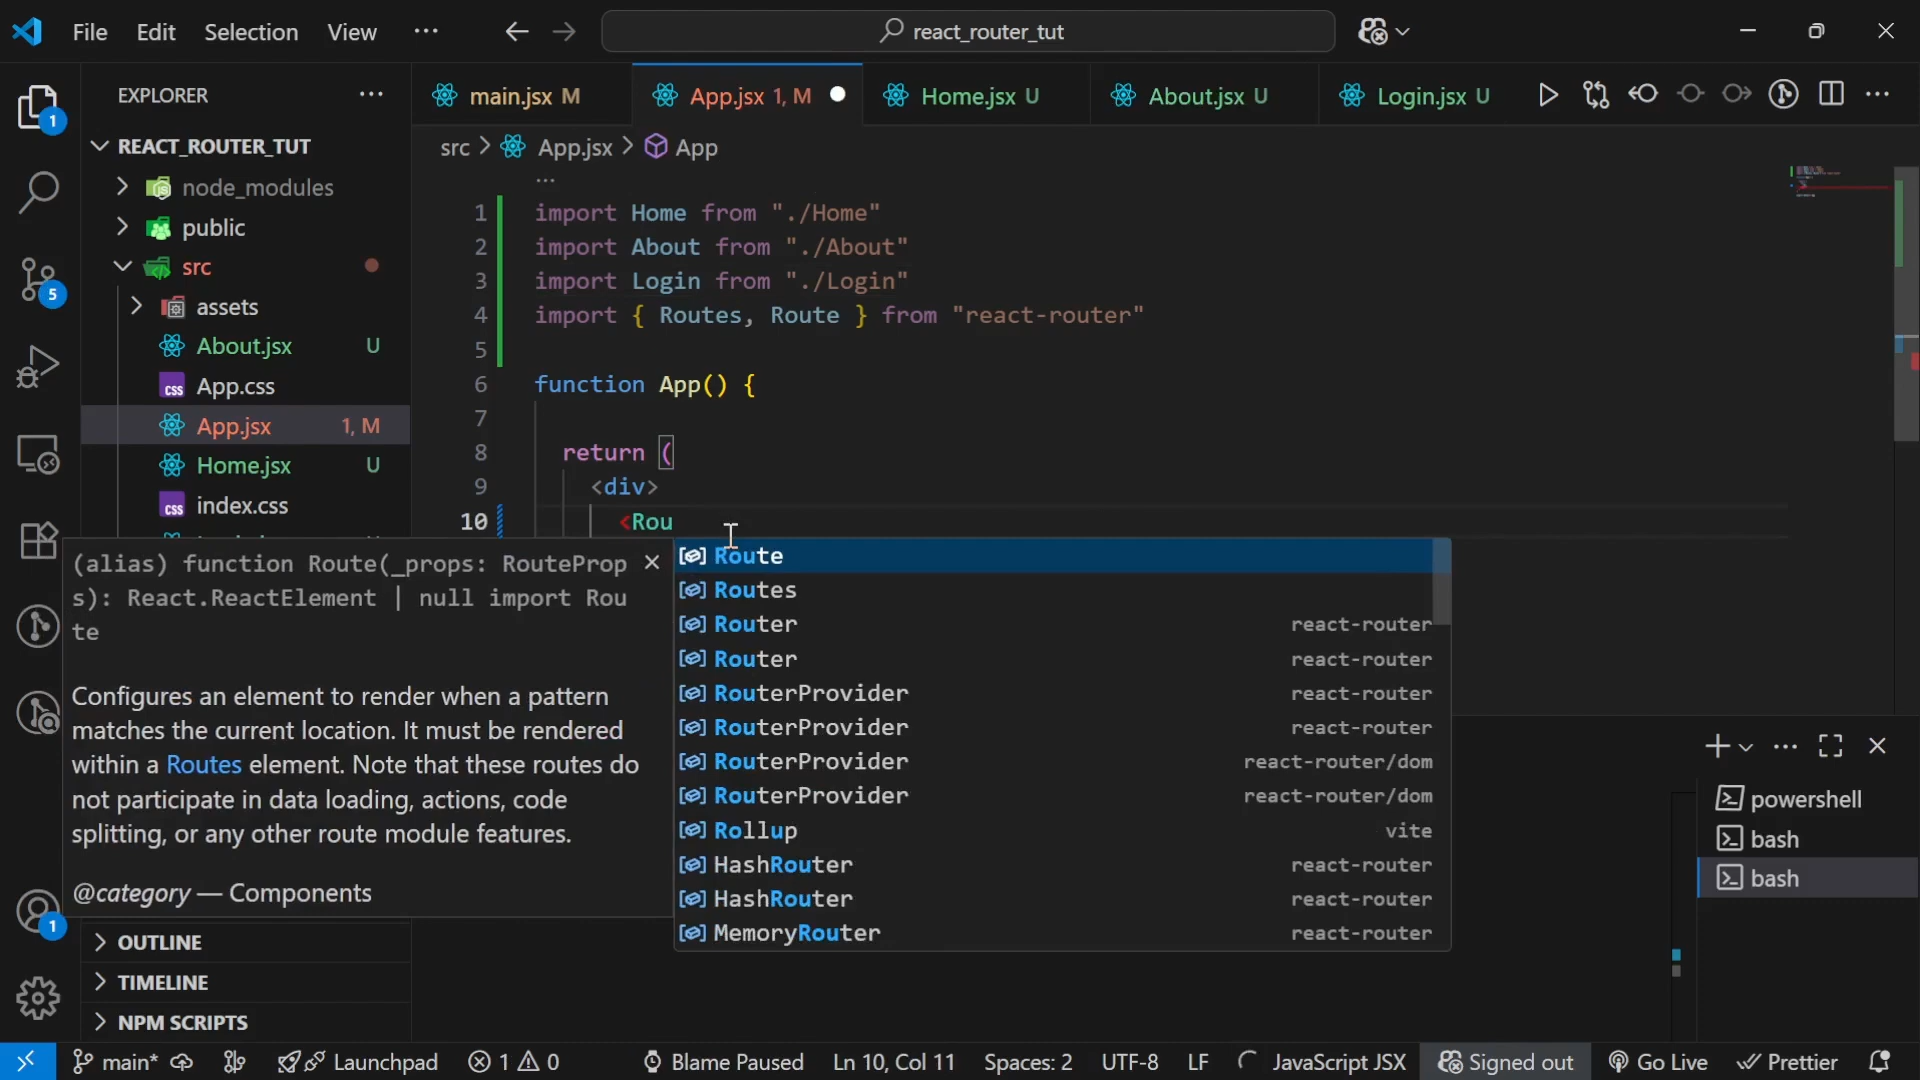 File Edit Selection View ··· react_router_tut
EXPLORER ···
main.jsx M App.jsx 1, M Home.jsx U About.jsx U Login.jsx U
1
REACT_ROUTER_TUT
src > App.jsx > App
node_modules
public
src
assets
About.jsx U
App.css
App.jsx 1, M
Home.jsx U
index.css
5
···
1 import Home from "./Home"
2 import About from "./About"
3 import Login from "./Login"
4 import { Routes, Route } from "react-router"
5
6 function App() {
7
8 return (
9 <div>
10 <Rou
(alias) function Route(_props: RouteProp
s): React.ReactElement | null import Rou
te
Configures an element to render when a pattern
matches the current location. It must be rendered
within a Routes element. Note that these routes do
not participate in data loading, actions, code
splitting, or any other route module features.
@category — Components
Route
Routes
Router react-router
Router react-router
RouterProvider react-router
RouterProvider react-router
RouterProvider react-router/dom
RouterProvider react-router/dom
Rollup vite
HashRouter react-router
HashRouter react-router
MemoryRouter react-router
powershell
bash
bash
1
OUTLINE
TIMELINE
NPM SCRIPTS
main* Launchpad 1 0 Blame Paused Ln 10, Col 11 Spaces: 2 UTF-8 LF JavaScript JSX Signed out Go Live Prettier